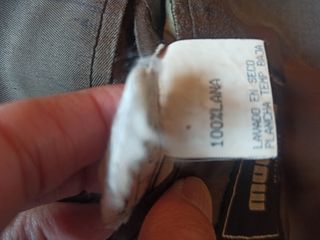 100%LANA
LAVADO EN SECO
PLANCHA TEMP. BAJA